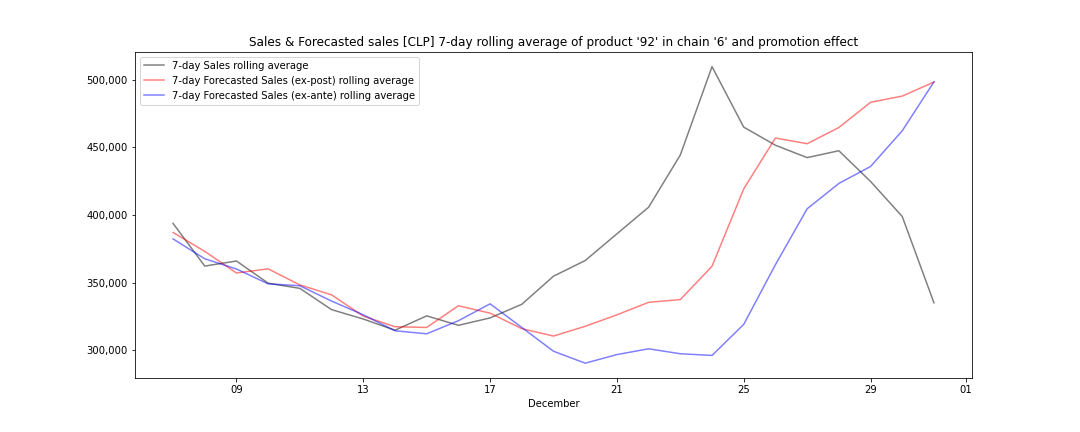 Sales & Forecasted sales [CLP] 7-day rolling average of product '92' in chain '6' and promotion effect
7-day Sales rolling average
7-day Forecasted Sales (ex-post) rolling average
7-day Forecasted Sales (ex-ante) rolling average
500,000
450,000
400,000
350,000
300,000
09 13 17 21 25 29 01
December